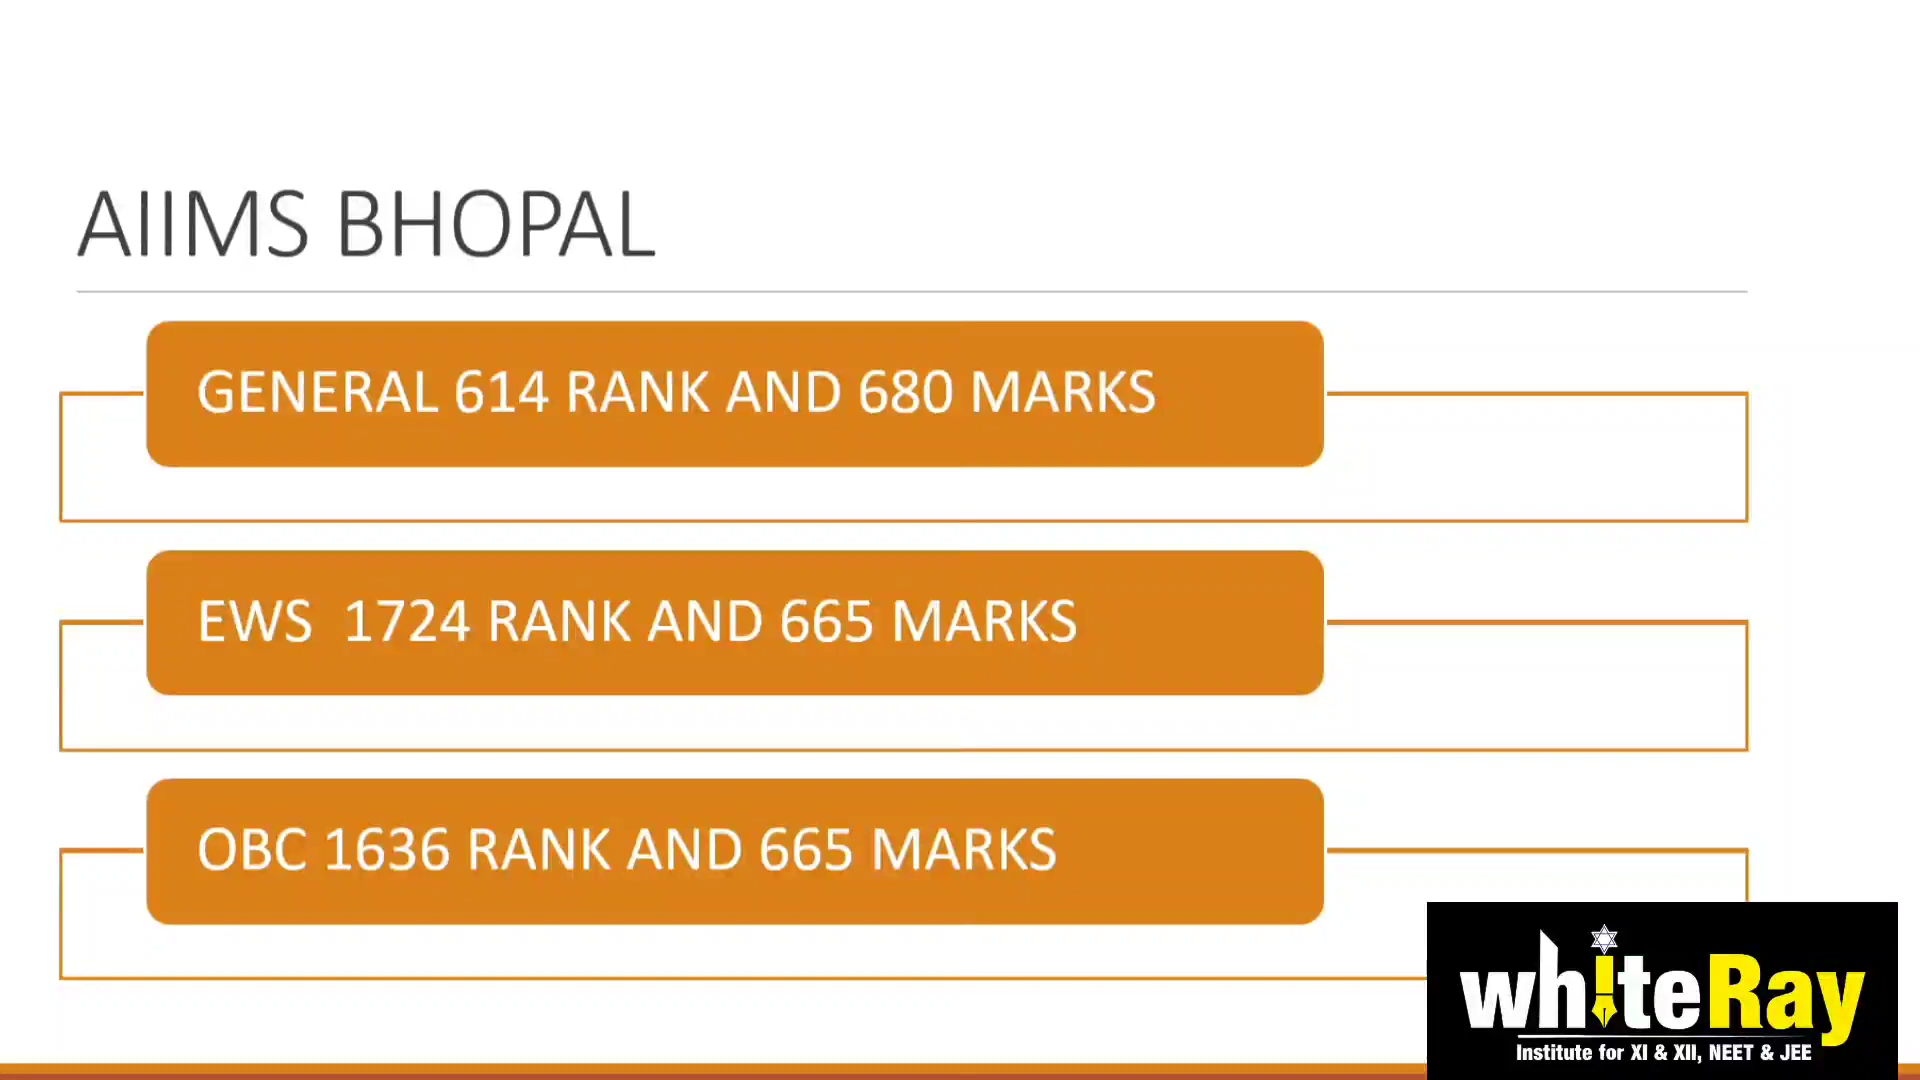 AIIMS BHOPAL
GENERAL 614 RANK AND 680 MARKS
EWS  1724 RANK AND 665 MARKS
OBC 1636 RANK AND 665 MARKS
whiteRay
Institute for XI & XII, NEET & JEE